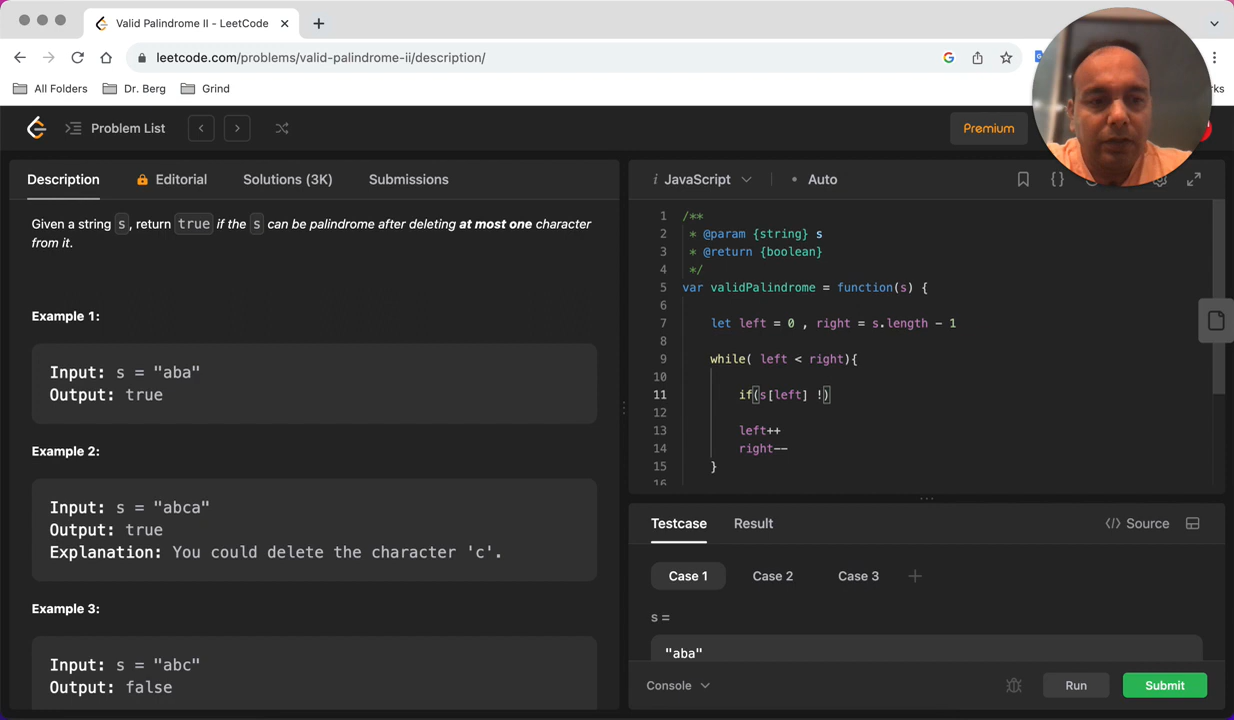 Valid Palindrome II - LeetCode
leetcode.com/problems/valid-palindrome-ii/description/
All Folders Dr. Berg Grind
Problem List Premium
Description Editorial Solutions (3K) Submissions
Given a string s, return true if the s can be palindrome after deleting at most one character
from it.
Example 1:
Input: s = "aba"
Output: true
Example 2:
Input: s = "abca"
Output: true
Explanation: You could delete the character 'c'.
Example 3:
Input: s = "abc"
Output: false
i JavaScript • Auto
1 /**
2 * @param {string} s
3 * @return {boolean}
4 */
5 var validPalindrome = function(s) {
6
7 let left = 0 , right = s.length - 1
8
9 while( left < right){
10
11 if(s[left] !)
12
13 left++
14 right--
15 }
16
Testcase Result </> Source
Case 1 Case 2 Case 3
s =
"aba"
Console Run Submit